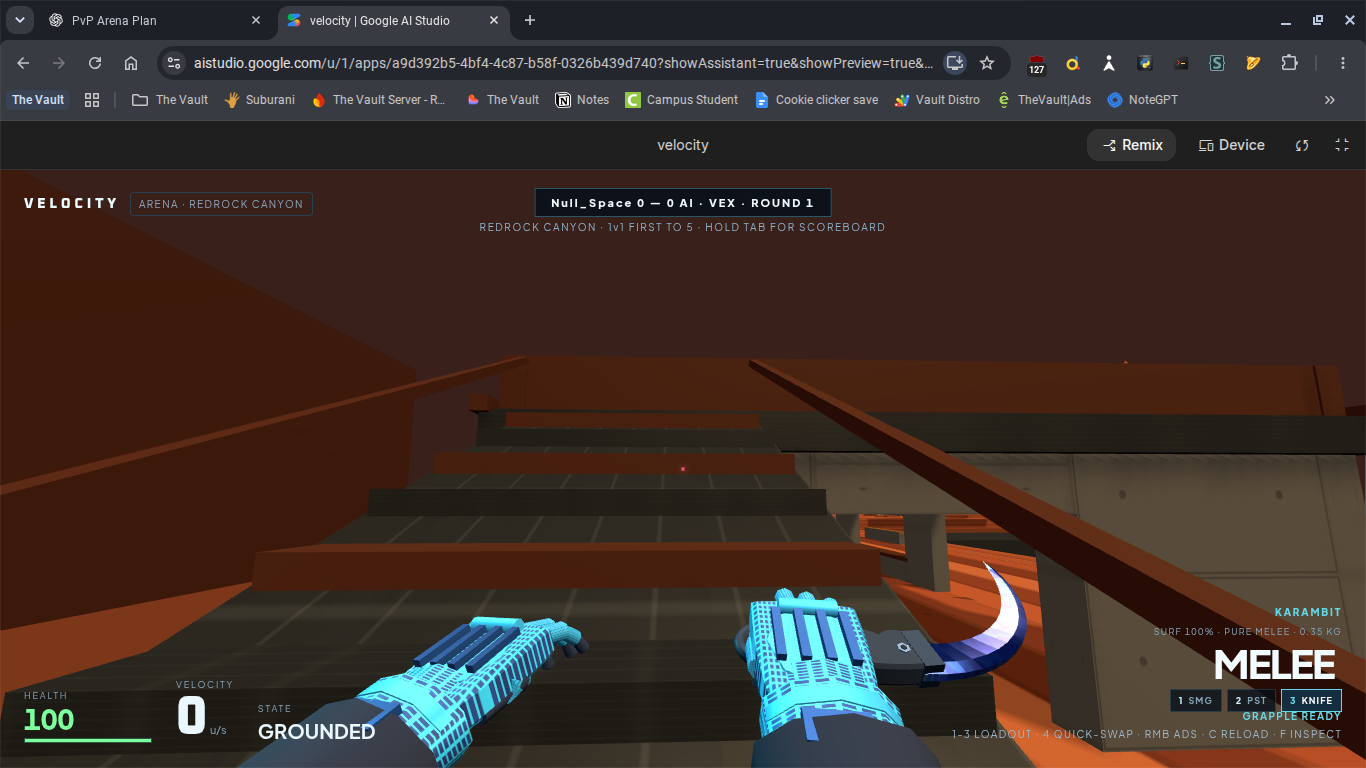 PvP Arena Plan
velocity | Google AI Studio
aistudio.google.com/u/1/apps/a9d392b5-4bf4-4c87-b58f-0326b439d740?showAssistant=true&showPreview=true&...
127
The Vault
The Vault
Suburani
The Vault Server - R...
The Vault
Notes
Campus Student
Cookie clicker save
Vault Distro
TheVault|Ads
NoteGPT
velocity
Remix
Device
VELOCITY
ARENA · REDROCK CANYON
Null_Space 0 — 0 AI · VEX · ROUND 1
REDROCK CANYON · 1v1 FIRST TO 5 · HOLD TAB FOR SCOREBOARD
KARAMBIT
SURF 100% · PURE MELEE · 0.35 KG
MELEE
1 SMG
2 PST
3 KNIFE
GRAPPLE READY
1-3 LOADOUT · 4 QUICK-SWAP · RMB ADS · C RELOAD · F INSPECT
HEALTH
100
VELOCITY
0 u/s
STATE
GROUNDED